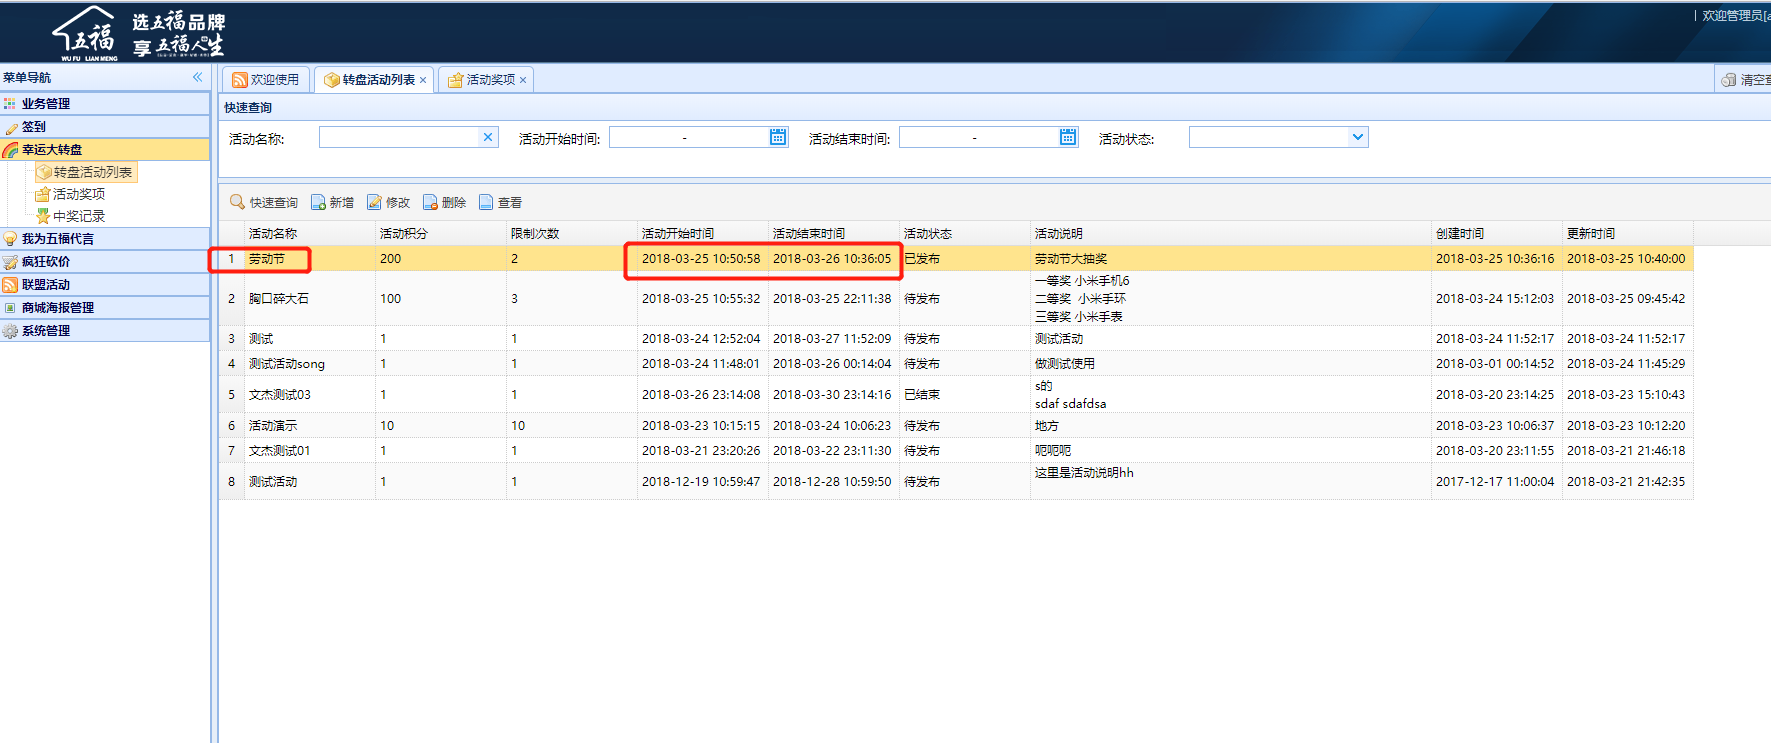 选五福品牌
享五福人生
五福
WU FU LIAN MENG
欢迎管理员[a
菜单导航
业务管理
签到
幸运大转盘
转盘活动列表
活动奖项
中奖记录
我为五福代言
疯狂砍价
联盟活动
商城海报管理
系统管理
欢迎使用 转盘活动列表 × 活动奖项 × 清空
快速查询
活动名称: × 活动开始时间: - 活动结束时间: - 活动状态:
快速查询 新增 修改 删除 查看
活动名称 活动积分 限制次数 活动开始时间 活动结束时间 活动状态 活动说明 创建时间 更新时间
1 劳动节 200 2 2018-03-25 10:50:58 2018-03-26 10:36:05 已发布 劳动节大抽奖 2018-03-25 10:36:16 2018-03-25 10:40:00
2 胸口碎大石 100 3 2018-03-25 10:55:32 2018-03-25 22:11:38 待发布 一等奖 小米手机6
二等奖 小米手环
三等奖 小米手表 2018-03-24 15:12:03 2018-03-25 09:45:42
3 测试 1 1 2018-03-24 12:52:04 2018-03-27 11:52:09 待发布 测试活动 2018-03-24 11:52:17 2018-03-24 11:52:17
4 测试活动song 1 1 2018-03-24 11:48:01 2018-03-26 00:14:04 待发布 做测试使用 2018-03-01 00:14:52 2018-03-24 11:45:29
5 文杰测试03 1 1 2018-03-26 23:14:08 2018-03-30 23:14:16 已结束 s的
sdaf sdafdsa 2018-03-20 23:14:25 2018-03-23 15:10:43
6 活动演示 10 10 2018-03-23 10:15:15 2018-03-24 10:06:23 待发布 地方 2018-03-23 10:06:37 2018-03-23 10:12:20
7 文杰测试01 1 1 2018-03-21 23:20:26 2018-03-22 23:11:30 待发布 呃呃呃 2018-03-20 23:11:55 2018-03-21 21:46:18
8 测试活动 1 1 2018-12-19 10:59:47 2018-12-28 10:59:50 待发布 这里是活动说明hh 2017-12-17 11:00:04 2018-03-21 21:42:35